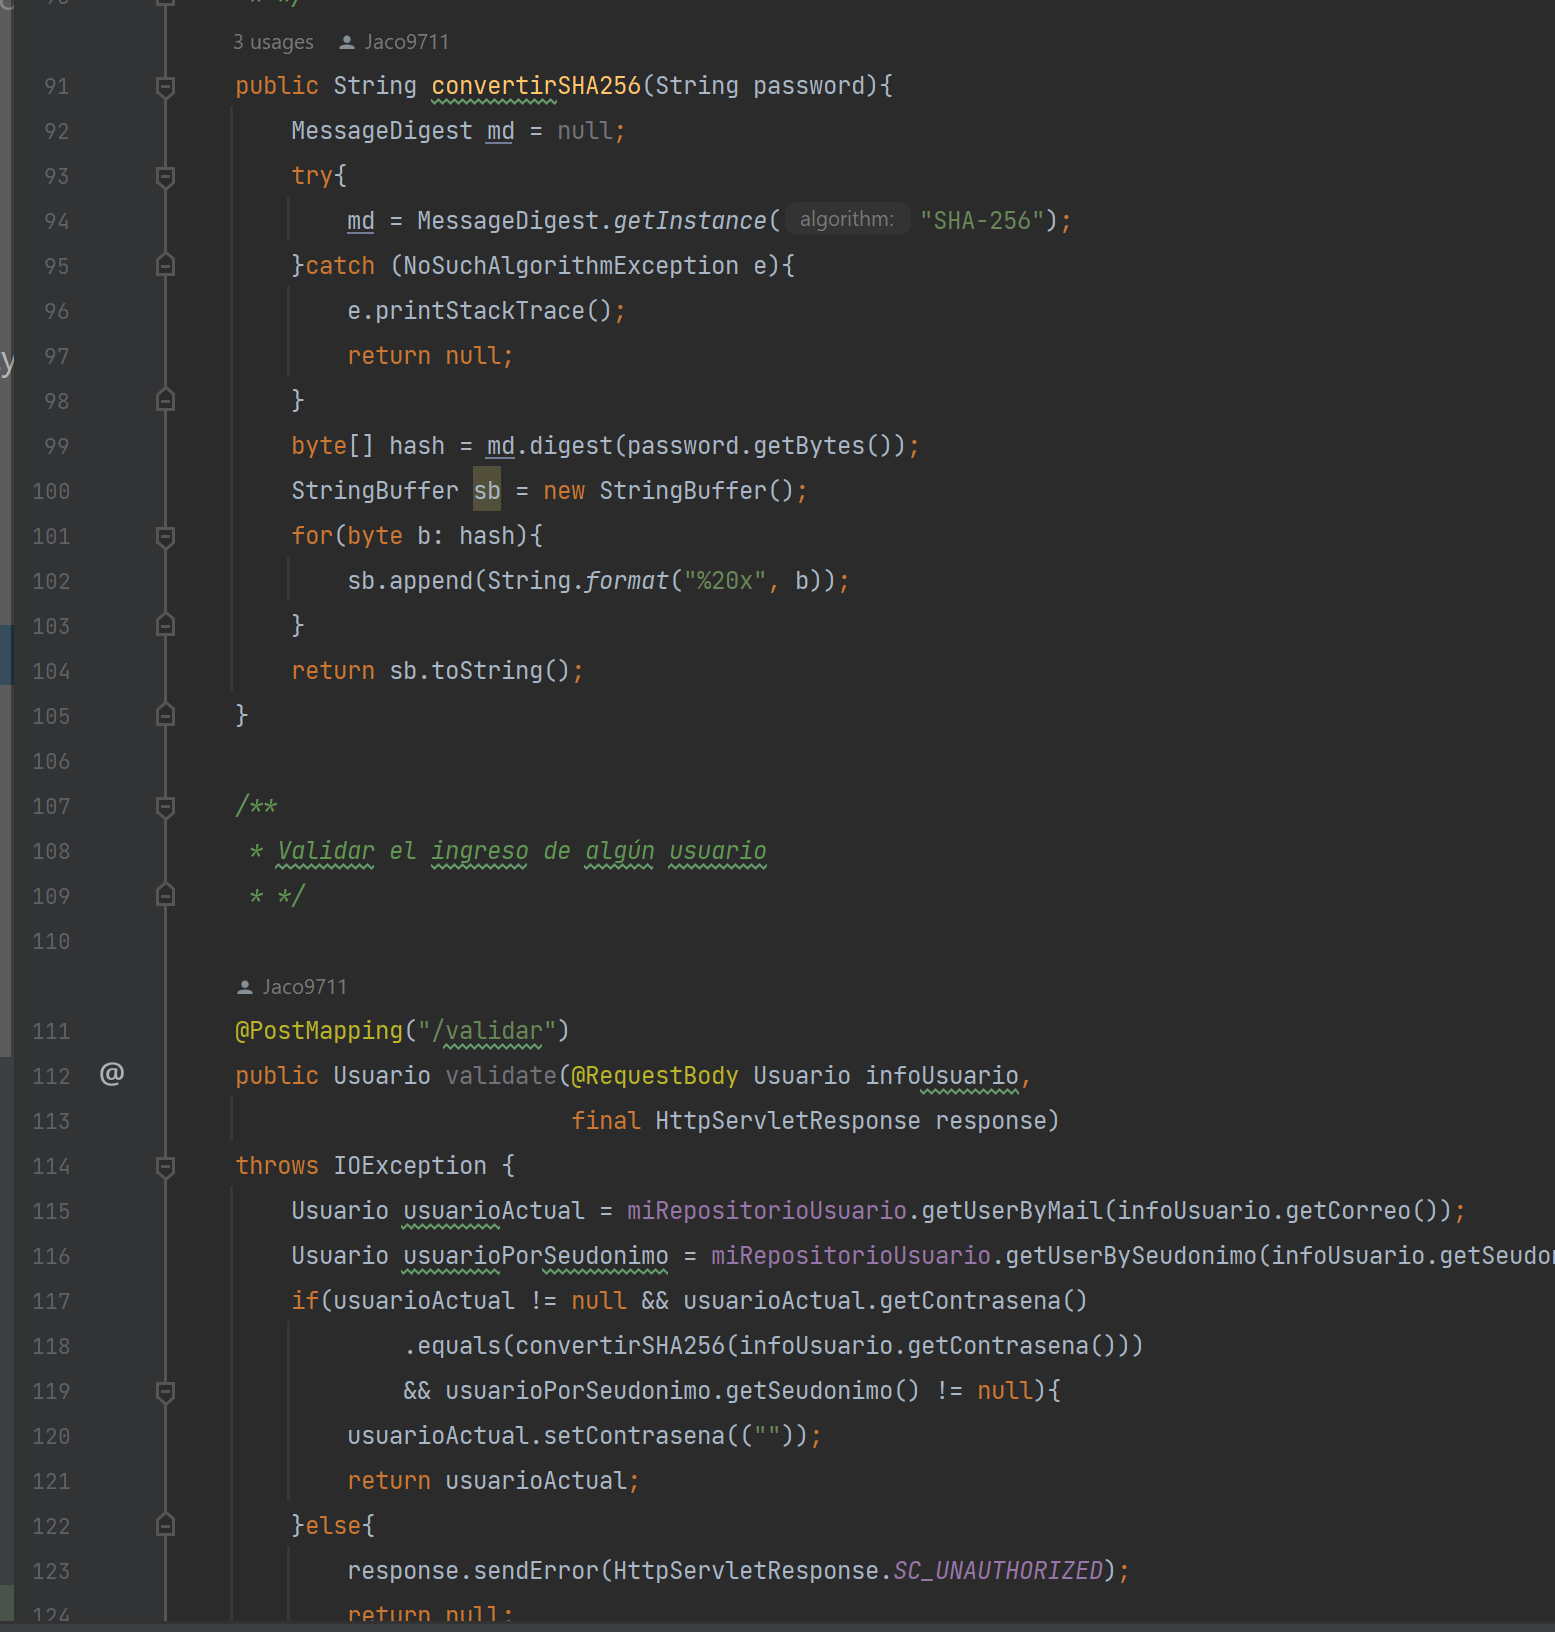 * */
3 usages Jaco9711
91 public String convertirSHA256(String password){
92 MessageDigest md = null;
93 try{
94 md = MessageDigest.getInstance( algorithm: "SHA-256");
95 }catch (NoSuchAlgorithmException e){
96 e.printStackTrace();
97 return null;
98 }
99 byte[] hash = md.digest(password.getBytes());
100 StringBuffer sb = new StringBuffer();
101 for(byte b: hash){
102 sb.append(String.format("%20x", b));
103 }
104 return sb.toString();
105 }
106
107 /**
108 * Validar el ingreso de algún usuario
109 * */
110
Jaco9711
111 @PostMapping("/validar")
112 @ public Usuario validate(@RequestBody Usuario infoUsuario,
113 final HttpServletResponse response)
114 throws IOException {
115 Usuario usuarioActual = miRepositorioUsuario.getUserByMail(infoUsuario.getCorreo());
116 Usuario usuarioPorSeudonimo = miRepositorioUsuario.getUserBySeudonimo(infoUsuario.getSeudon
117 if(usuarioActual != null && usuarioActual.getContrasena()
118 .equals(convertirSHA256(infoUsuario.getContrasena()))
119 && usuarioPorSeudonimo.getSeudonimo() != null){
120 usuarioActual.setContrasena((""));
121 return usuarioActual;
122 }else{
123 response.sendError(HttpServletResponse.SC_UNAUTHORIZED);
124 return null;